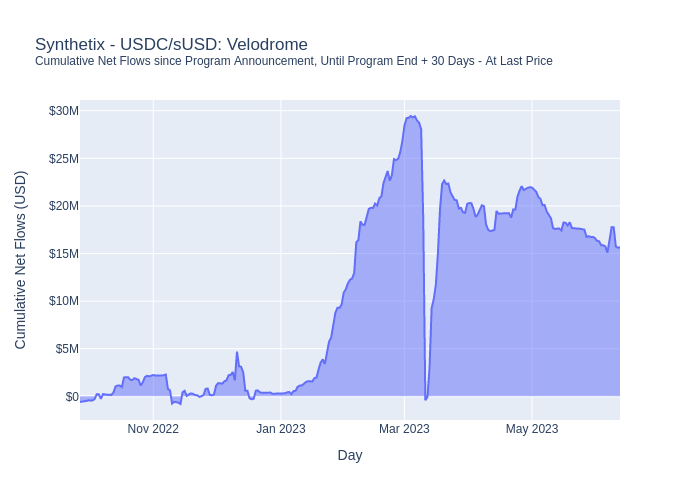 Synthetix - USDC/sUSD: Velodrome
Cumulative Net Flows since Program Announcement, Until Program End + 30 Days - At Last Price
Cumulative Net Flows (USD)
$30M
$25M
$20M
$15M
$10M
$5M
$0
Nov 2022
Jan 2023
Mar 2023
May 2023
Day